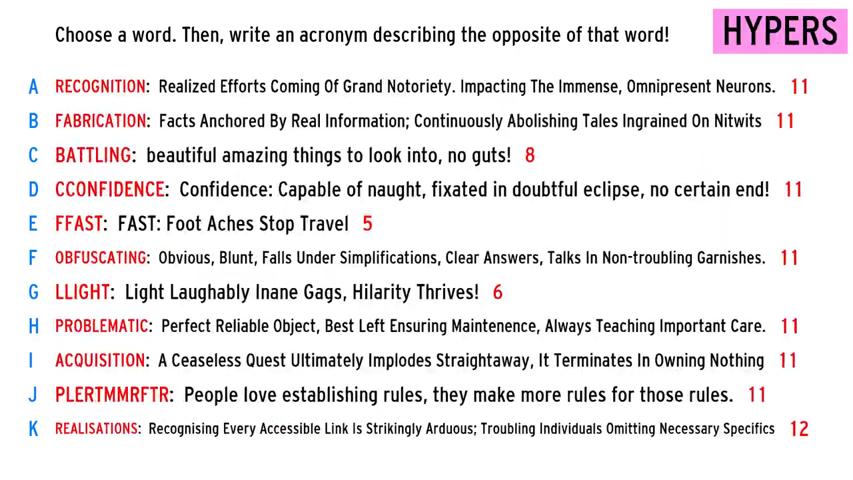 Choose a word. Then, write an acronym describing the opposite of that word!
HYPERS
A RECOGNITION: Realized Efforts Coming Of Grand Notoriety. Impacting The Immense, Omnipresent Neurons. 11
B FABRICATION: Facts Anchored By Real Information; Continuously Abolishing Tales Ingrained On Nitwits 11
C BATTLING: beautiful amazing things to look into, no guts! 8
D CCONFIDENCE: Confidence: Capable of naught, fixated in doubtful eclipse, no certain end! 11
E FFAST: FAST: Foot Aches Stop Travel 5
F OBFUSCATING: Obvious, Blunt, Falls Under Simplifications, Clear Answers, Talks In Non-troubling Garnishes. 11
G LLIGHT: Light Laughably Inane Gags, Hilarity Thrives! 6
H PROBLEMATIC: Perfect Reliable Object, Best Left Ensuring Maintenence, Always Teaching Important Care. 11
I ACQUISITION: A Ceaseless Quest Ultimately Implodes Straightaway, It Terminates In Owning Nothing 11
J PLERTMMRFTR: People love establishing rules, they make more rules for those rules. 11
K REALISATIONS: Recognising Every Accessible Link Is Strikingly Arduous; Troubling Individuals Omitting Necessary Specifics 12